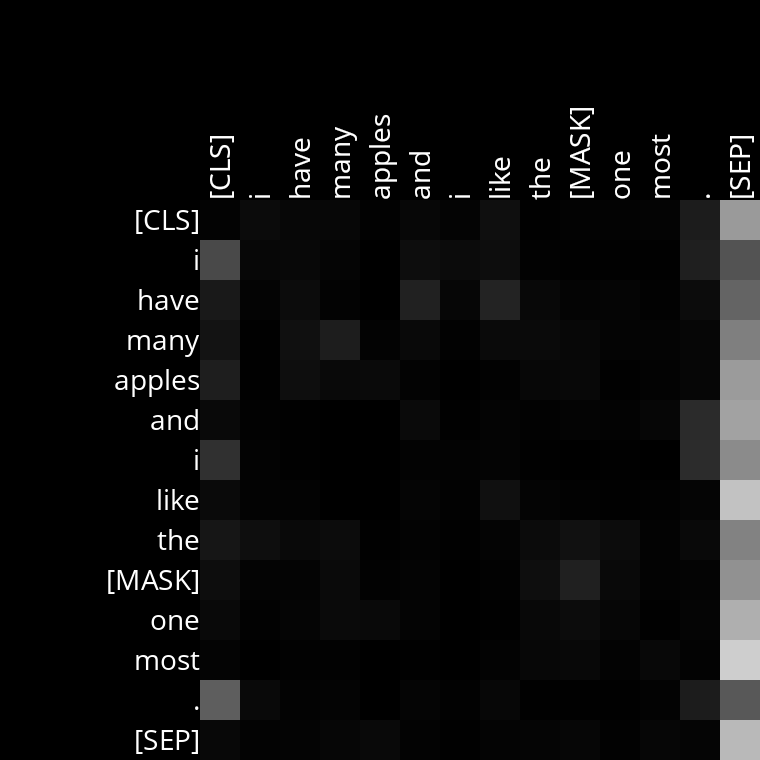 [CLS] i have many apples and i like the [MASK] one most . [SEP]
[CLS]
i
have
many
apples
and
i
like
the
[MASK]
one
most
.
[SEP]